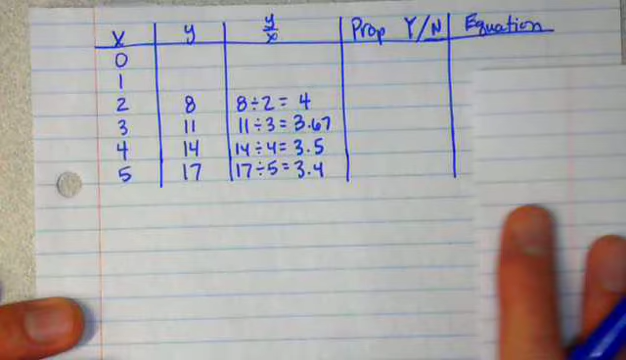 x y y/x Prop Y/N Equation
0
1
2 8 8÷2= 4
3 11 11÷3=3.67
4 14 14÷4=3.5
5 17 17÷5=3.4